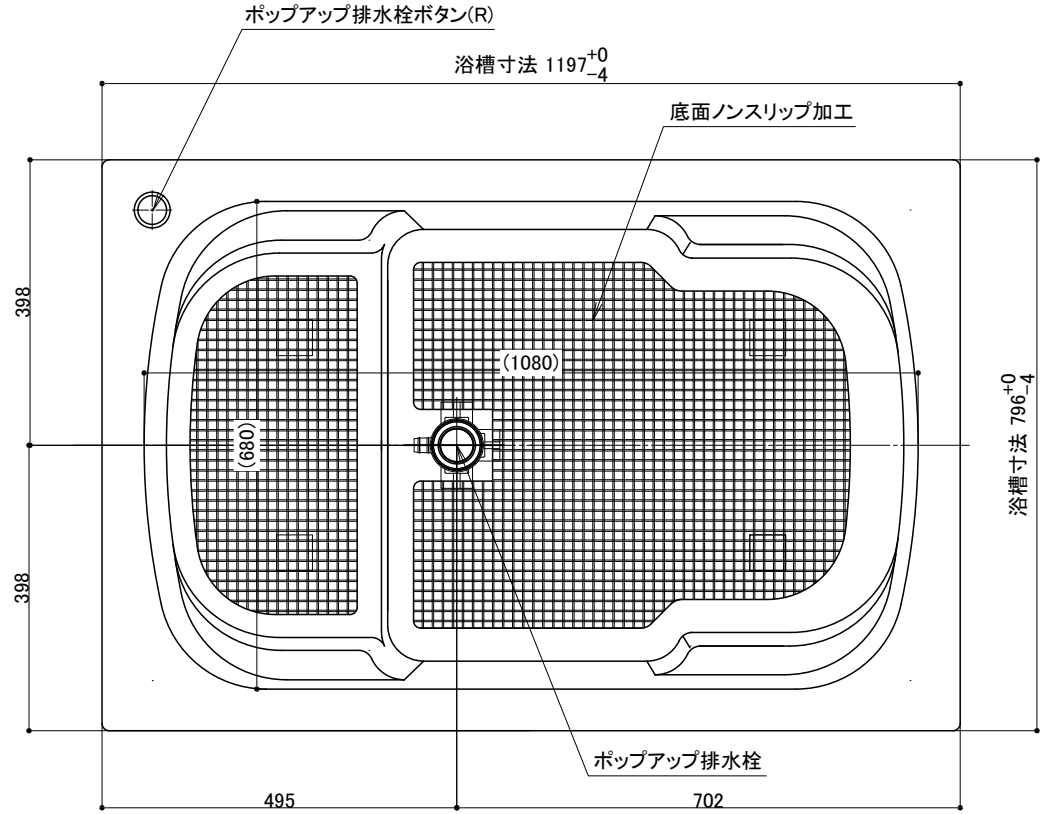 ポップアップ排水栓ボタン(R)
浴槽寸法 1197+0-4
底面ノンスリップ加工
398
(1080)
浴槽寸法 796+0-4
(680)
398
ポップアップ排水栓
495
702